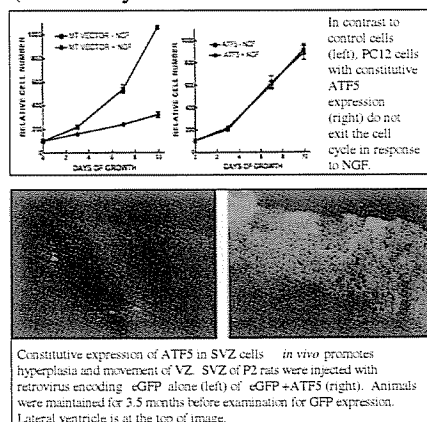 RELATIVE CELL NUMBER
DAYS OF GROWTH
RELATIVE CELL NUMBER
DAYS OF GROWTH
In contrast to
control cells
(left), PC12 cells
with constitutive
ATF5
expression
(right) do not
exit the cell
cycle in response
to NGF.
Constitutive expression of ATF5 in SVZ cells in vivo promotes
hyperplasia and movement of VZ. SVZ of P2 rats were injected with
retrovirus encoding eGFP alone (left) of eGFP+ATF5 (right). Animals
were maintained for 3.5 months before examination for GFP expression.
Lateral ventricle is at the top of image.